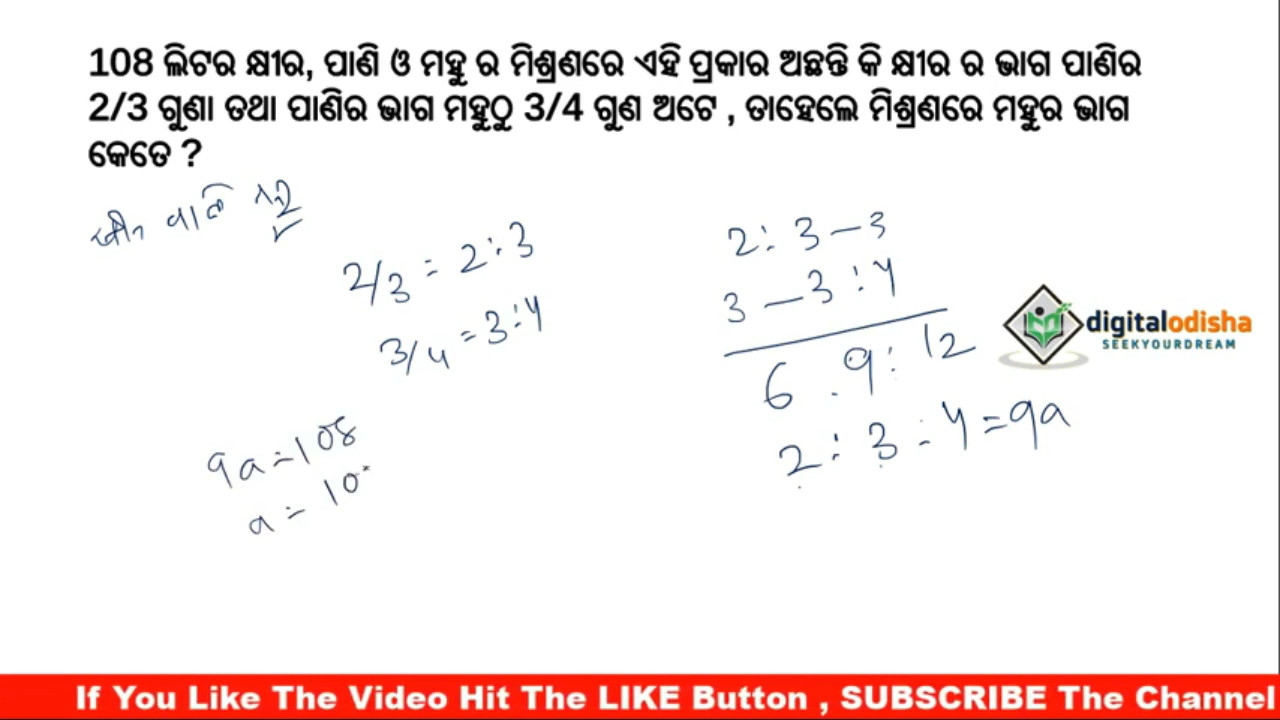 108 ଲିଟର କ୍ଷୀର, ପାଣି ଓ ମହୁ ର ମିଶ୍ରଣରେ ଏହି ପ୍ରକାର ଅଛନ୍ତି କି କ୍ଷୀର ର ଭାଗ ପାଣିର
2/3 ଗୁଣା ତଥା ପାଣିର ଭାଗ ମହୁଠୁ 3/4 ଗୁଣ ଅଟେ , ତାହେଲେ ମିଶ୍ରଣରେ ମହୁର ଭାଗ
କେତେ ?
2/3 = 2:3
3/4 = 3:4
2 : 3 – 3
3 – 3 : 4
6 : 9 : 12
2 : 3 : 4 = 9a
9a = 108
a = 10
digitalodisha
SEEKYOURDREAM
If You Like The Video Hit The LIKE Button , SUBSCRIBE The Channel